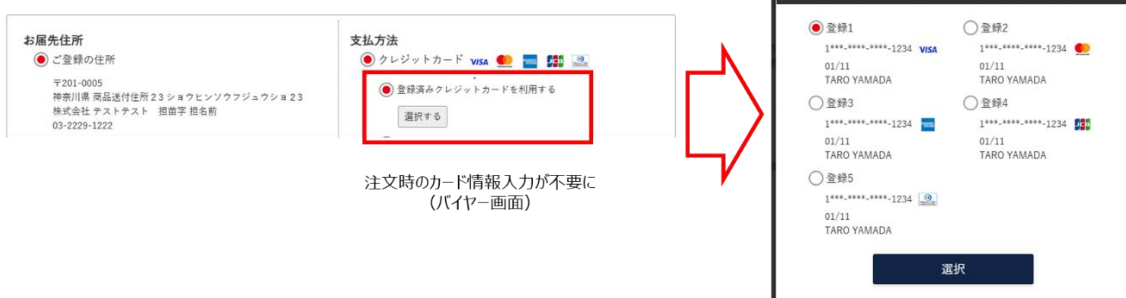 お届先住所
ご登録の住所
〒201-0005
神奈川県 商品送付住所23ショウヒンソウフジュウショ23
株式会社 テストテスト 担苗字 担名前
03-2229-1222
支払方法
クレジットカード VISA JCB
登録済みクレジットカードを利用する
選択する
注文時のカード情報入力が不要に
（バイヤー画面）
登録1
1***-****-****-1234 VISA
01/11
TARO YAMADA
登録2
1***-****-****-1234
01/11
TARO YAMADA
登録3
1***-****-****-1234
01/11
TARO YAMADA
登録4
1***-****-****-1234 JCB
01/11
TARO YAMADA
登録5
1***-****-****-1234
01/11
TARO YAMADA
選択